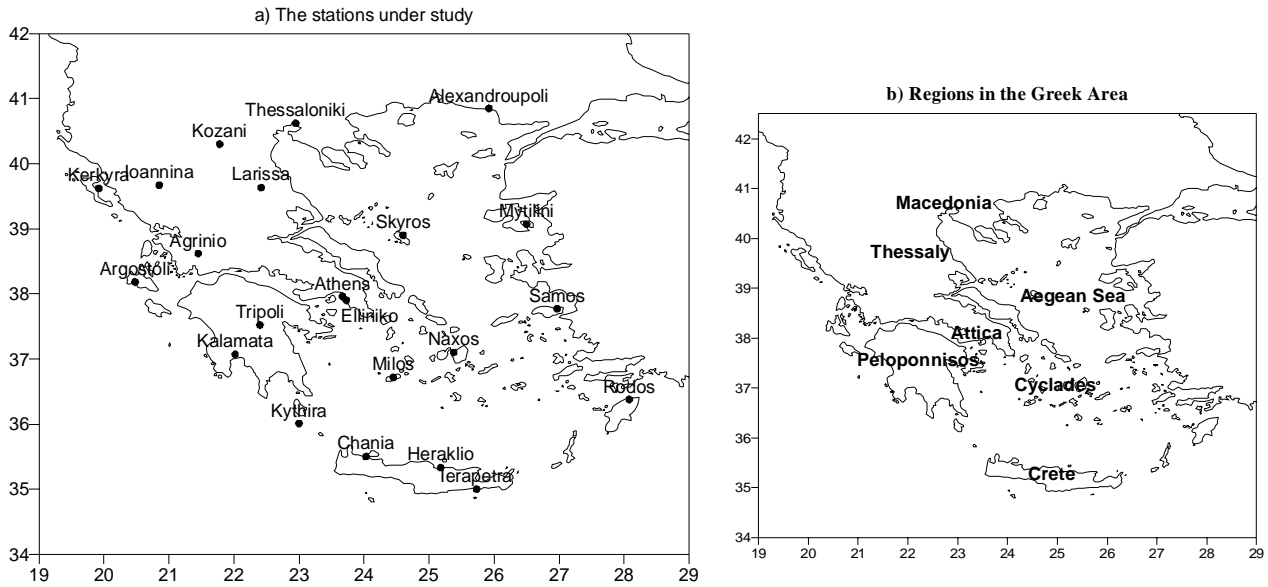 a) The stations under study
42
41
40
39
38
37
36
35
34
19 20 21 22 23 24 25 26 27 28 29
Alexandroupoli
Thessaloniki
Kozani
Kerkyra
Ioannina
Larissa
Skyros
Mytilini
Agrinio
Argostoli
Athens
Elliniko
Samos
Tripoli
Kalamata
Naxos
Milos
Rodos
Kythira
Chania
Heraklio
Ierapetra
b) Regions in the Greek Area
42
41
40
39
38
37
36
35
34
19 20 21 22 23 24 25 26 27 28 29
Macedonia
Thessaly
Aegean Sea
Attica
Peloponnisos
Cyclades
Crete